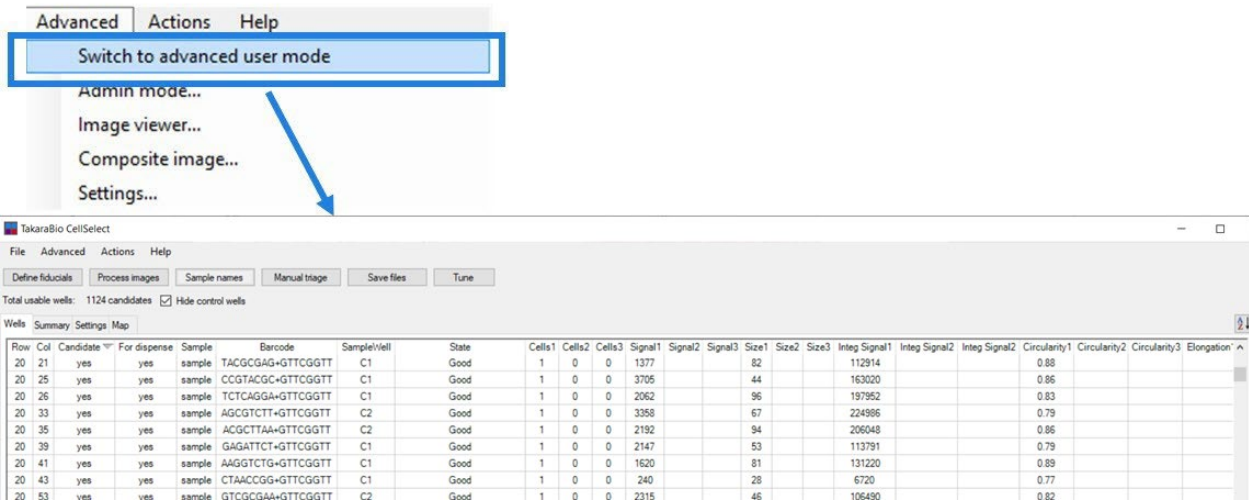 Advanced Actions Help
Switch to advanced user mode
Admin mode...
Image viewer...
Composite image...
Settings...
TakaraBio CellSelect
File Advanced Actions Help
Define fiducials Process images Sample names Manual triage Save files Tune
Total usable wells: 1124 candidates Hide control wells
Wells Summary Settings Map
Row Col Candidate For dispense Sample Barcode SampleWell State Cells1 Cells2 Cells3 Signal1 Signal2 Signal3 Size1 Size2 Size3 Integ Signal1 Integ Signal2 Integ Signal2 Circularity1 Circularity2 Circularity3 Elongation
20 21 yes yes sample TACGCGAG+GTTCGGTT C1 Good 1 0 0 1377 82 112914 0.88
20 25 yes yes sample CCGTACGC+GTTCGGTT C1 Good 1 0 0 3705 44 163020 0.86
20 26 yes yes sample TCTCAGGA+GTTCGGTT C1 Good 1 0 0 2062 96 197952 0.83
20 33 yes yes sample AGCGTCTT+GTTCGGTT C2 Good 1 0 0 3358 67 224986 0.79
20 35 yes yes sample ACGCTTAA+GTTCGGTT C2 Good 1 0 0 2192 94 206048 0.86
20 39 yes yes sample GAGATTCT+GTTCGGTT C1 Good 1 0 0 2147 53 113791 0.79
20 41 yes yes sample AAGGTCTG+GTTCGGTT C1 Good 1 0 0 1620 81 131220 0.89
20 43 yes yes sample CTAACCGG+GTTCGGTT C1 Good 1 0 0 240 28 6720 0.77
20 53 yes yes sample GTCGCGAA+GTTCGGTT C2 Good 1 0 0 2315 46 106490 0.82